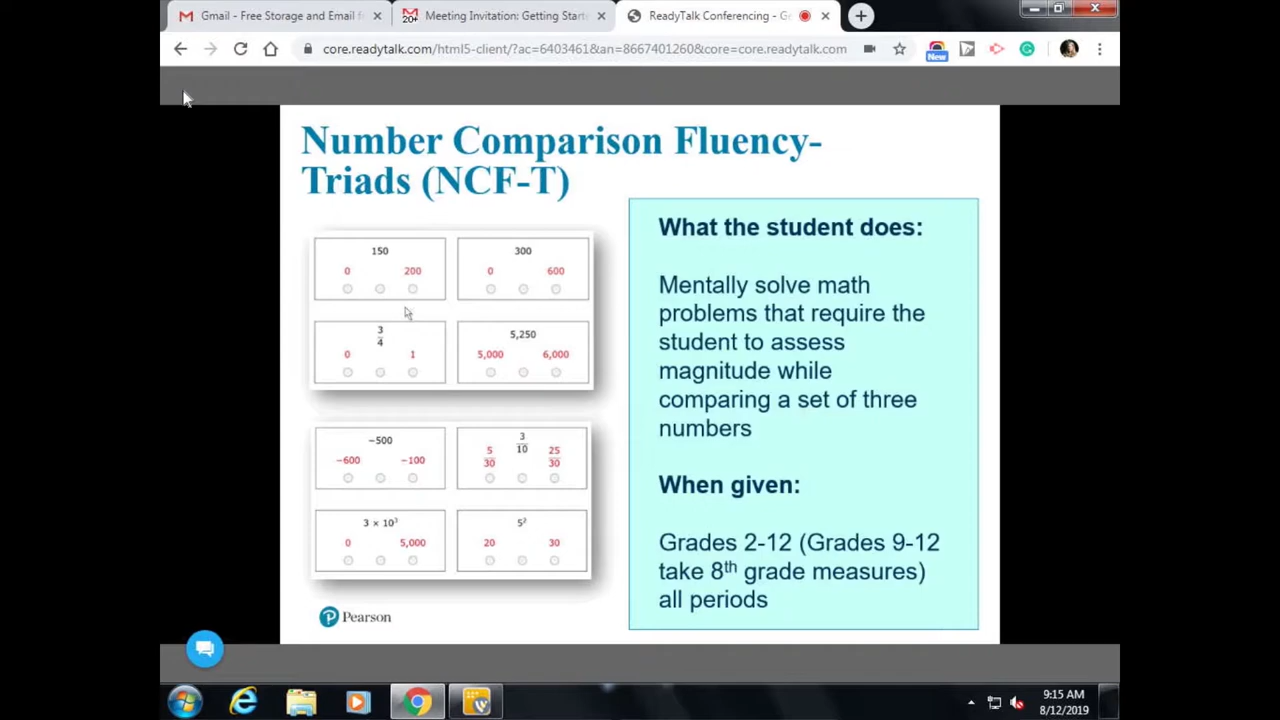 Gmail - Free Storage and Email f
Meeting Invitation: Getting Start
ReadyTalk Conferencing - Ge
20+
core.readytalk.com/html5-client/?ac=6403461&an=8667401260&core=core.readytalk.com
New
Number Comparison Fluency-
Triads (NCF-T)
150
0 200
300
0 600
3/4
0 1
5,250
5,000 6,000
−500
−600 −100
3/10
5/30 25/30
3 × 10³
0 5,000
5²
20 30
Pearson
What the student does:
Mentally solve math
problems that require the
student to assess
magnitude while
comparing a set of three
numbers
When given:
Grades 2-12 (Grades 9-12
take 8th grade measures)
all periods
9:15 AM
8/12/2019